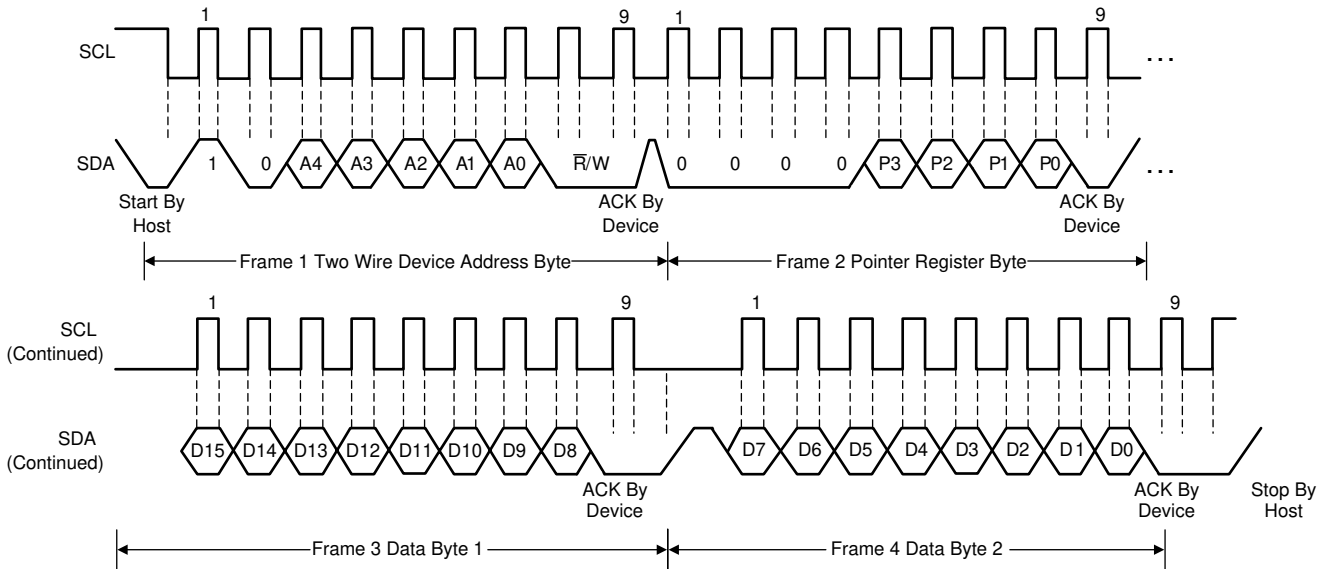 1 9 1 9
SCL ...
SDA 1 0 A4 A3 A2 A1 A0 R̅/W 0 0 0 0 P3 P2 P1 P0 ...
Start By Host
ACK By Device
ACK By Device
Frame 1 Two Wire Device Address Byte
Frame 2 Pointer Register Byte
1 9 1 9
SCL (Continued)
SDA (Continued) D15 D14 D13 D12 D11 D10 D9 D8 D7 D6 D5 D4 D3 D2 D1 D0
ACK By Device
ACK By Device
Stop By Host
Frame 3 Data Byte 1
Frame 4 Data Byte 2